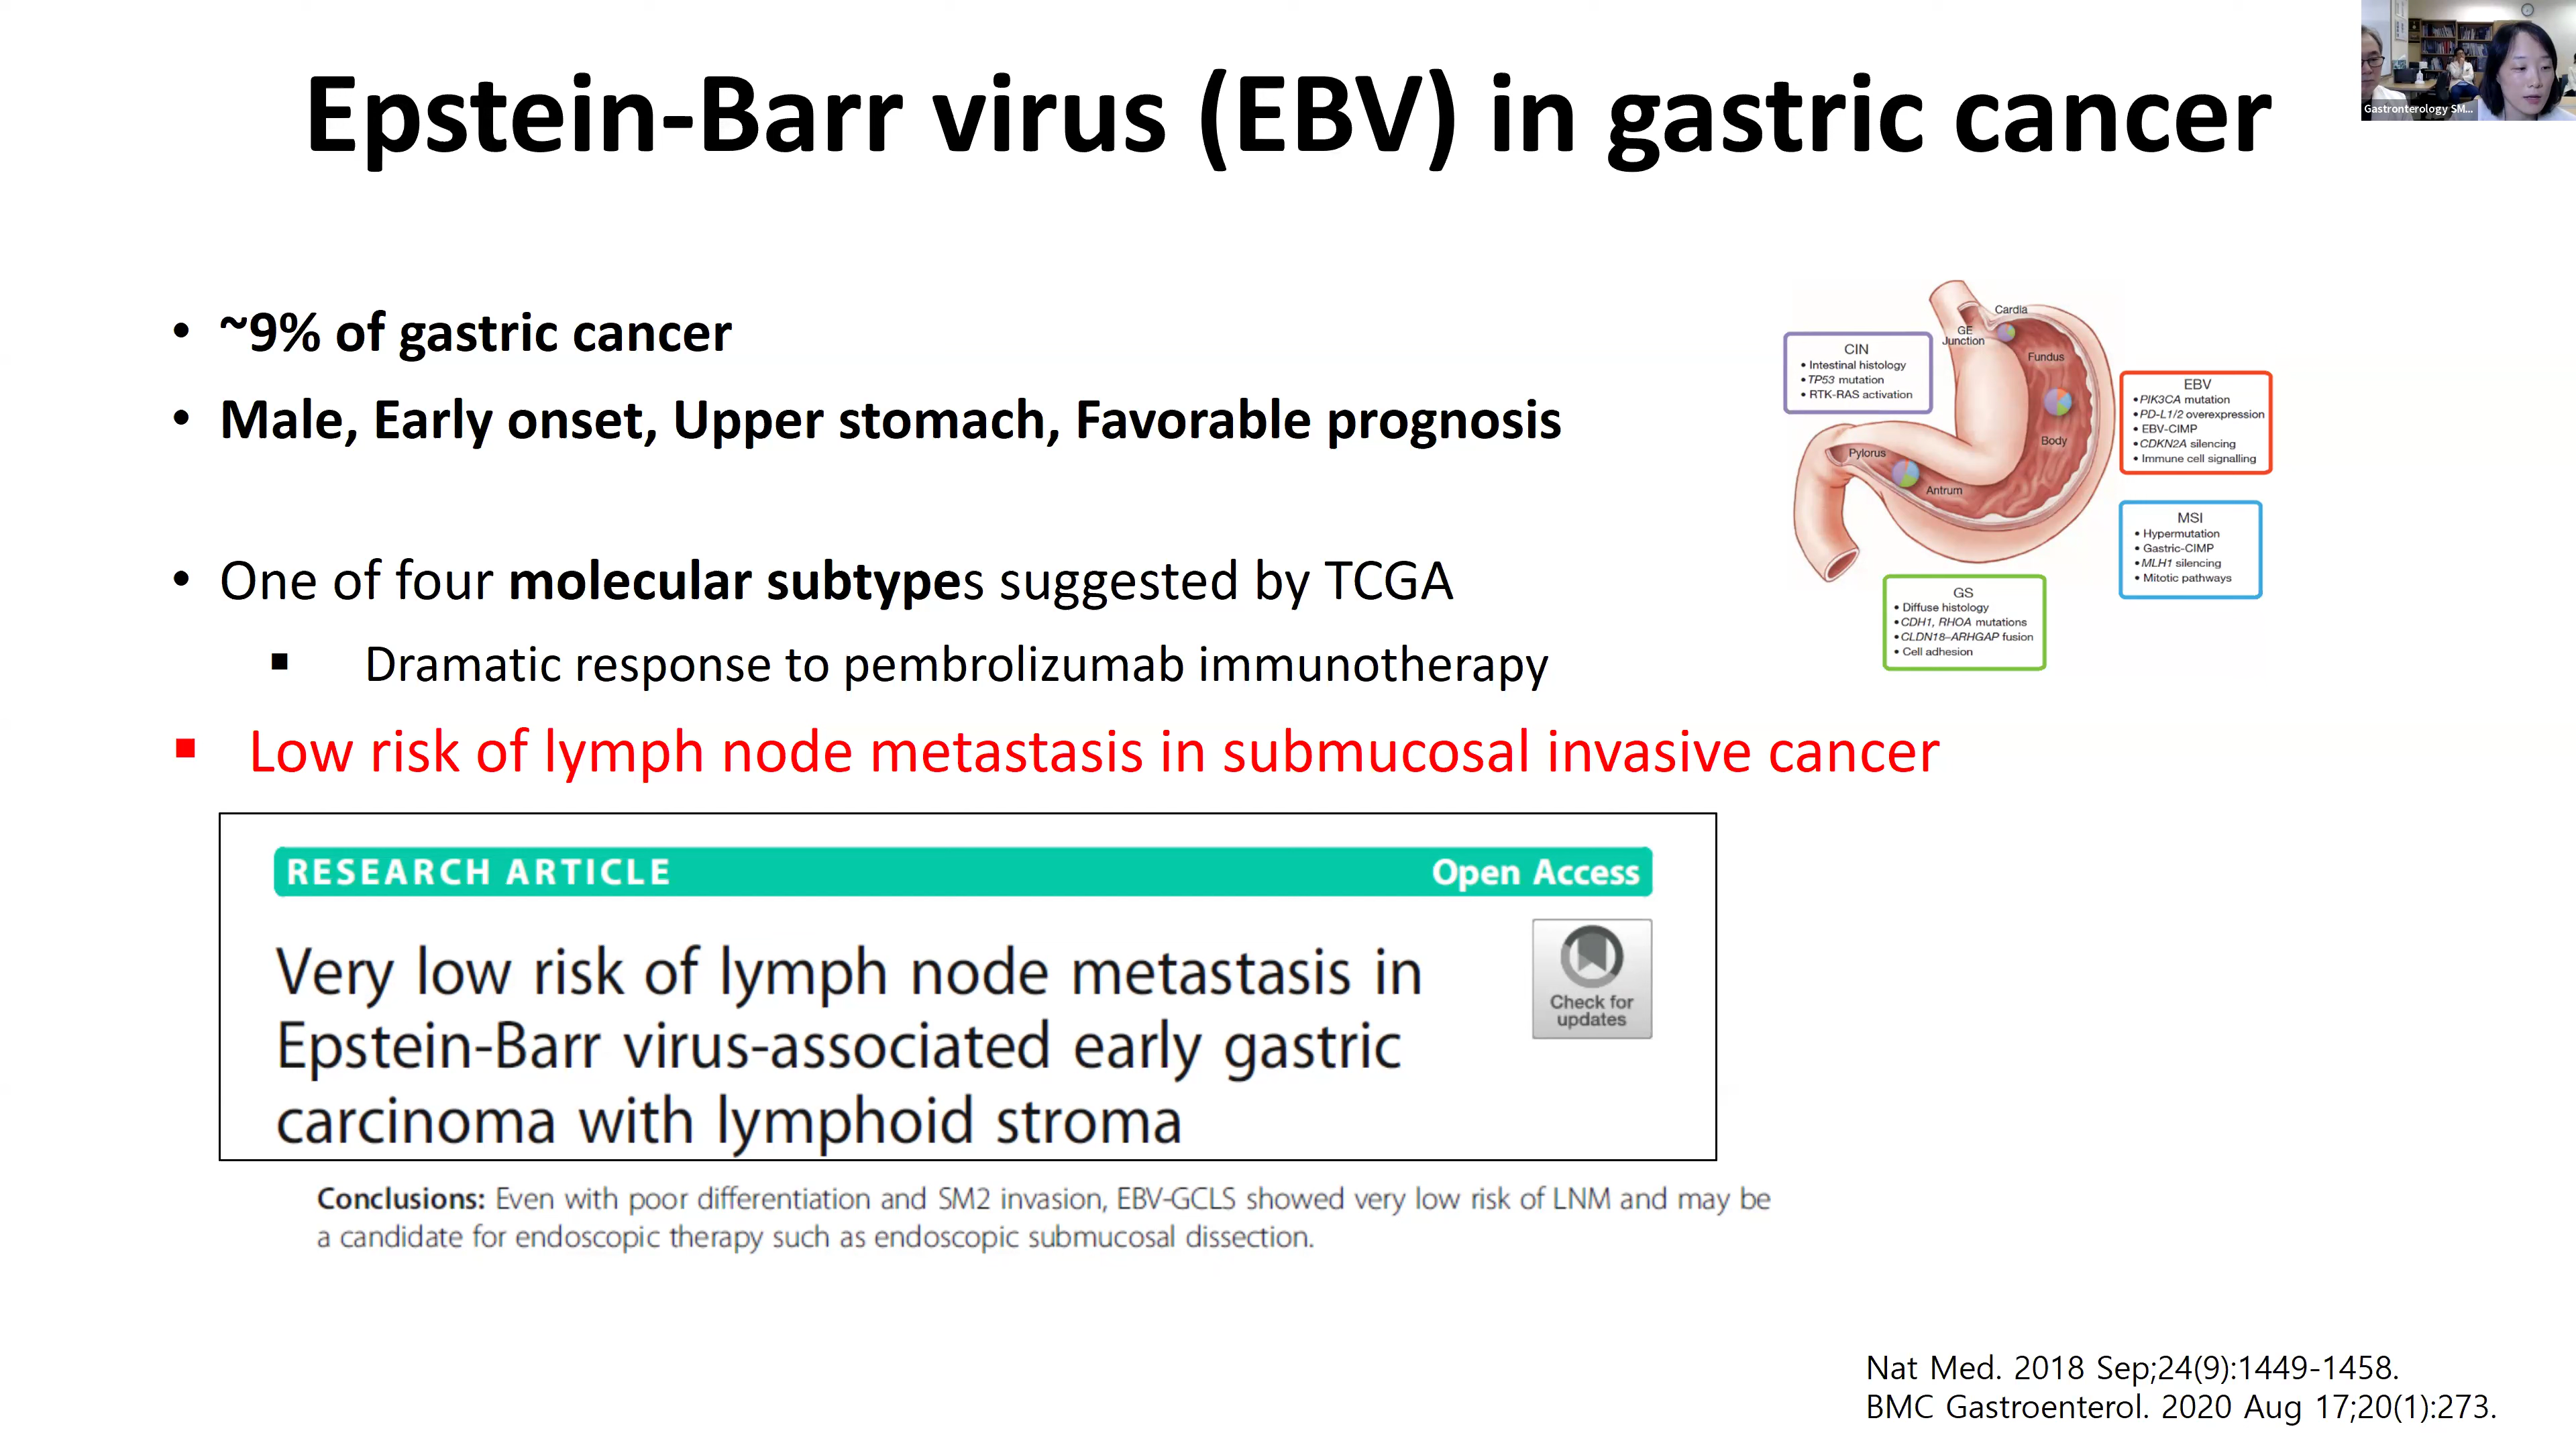 Epstein-Barr virus (EBV) in gastric cancer
Gastronterology SM...
• ~9% of gastric cancer
• Male, Early onset, Upper stomach, Favorable prognosis
• One of four molecular subtypes suggested by TCGA
▪ Dramatic response to pembrolizumab immunotherapy
▪ Low risk of lymph node metastasis in submucosal invasive cancer
Cardia
GE
Junction
Fundus
Body
Pylorus
Antrum
CIN
• Intestinal histology
• TP53 mutation
• RTK-RAS activation
EBV
• PIK3CA mutation
• PD-L1/2 overexpression
• EBV-CIMP
• CDKN2A silencing
• Immune cell signalling
MSI
• Hypermutation
• Gastric-CIMP
• MLH1 silencing
• Mitotic pathways
GS
• Diffuse histology
• CDH1, RHOA mutations
• CLDN18–ARHGAP fusion
• Cell adhesion
RESEARCH ARTICLE Open Access
Very low risk of lymph node metastasis in
Epstein-Barr virus-associated early gastric
carcinoma with lymphoid stroma
Check for
updates
Conclusions: Even with poor differentiation and SM2 invasion, EBV-GCLS showed very low risk of LNM and may be
a candidate for endoscopic therapy such as endoscopic submucosal dissection.
Nat Med. 2018 Sep;24(9):1449-1458.
BMC Gastroenterol. 2020 Aug 17;20(1):273.